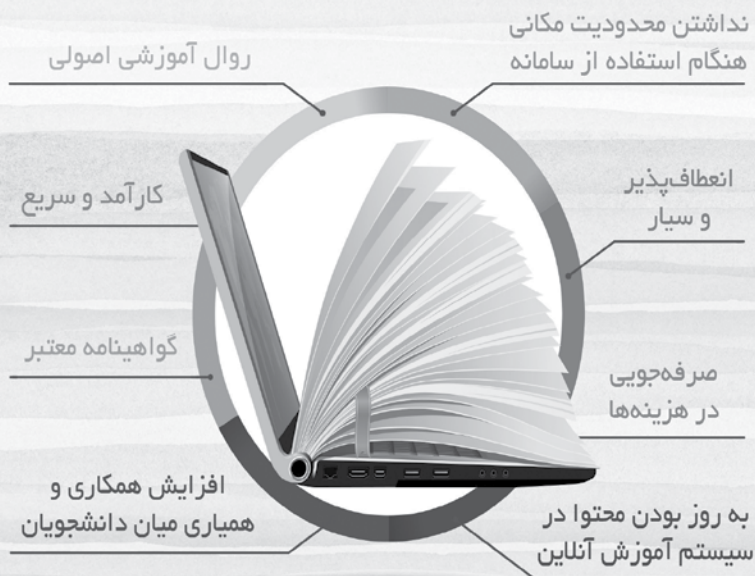 نداشتن محدودیت مکانی
هنگام استفاده از سامانه
روال آموزشی اصولی
انعطاف‌پذیر
و سیار
کارآمد و سریع
صرفه‌جویی
در هزینه‌ها
گواهینامه معتبر
به روز بودن محتوا در
سیستم آموزش آنلاین
افزایش همکاری و
همیاری میان دانشجویان